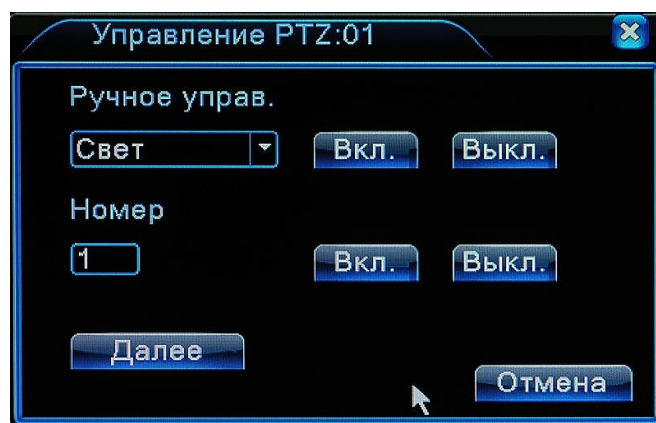 Управление PTZ:01
Ручное управ.
Свет Вкл. Выкл.
Номер
1 Вкл. Выкл.
Далее
Отмена